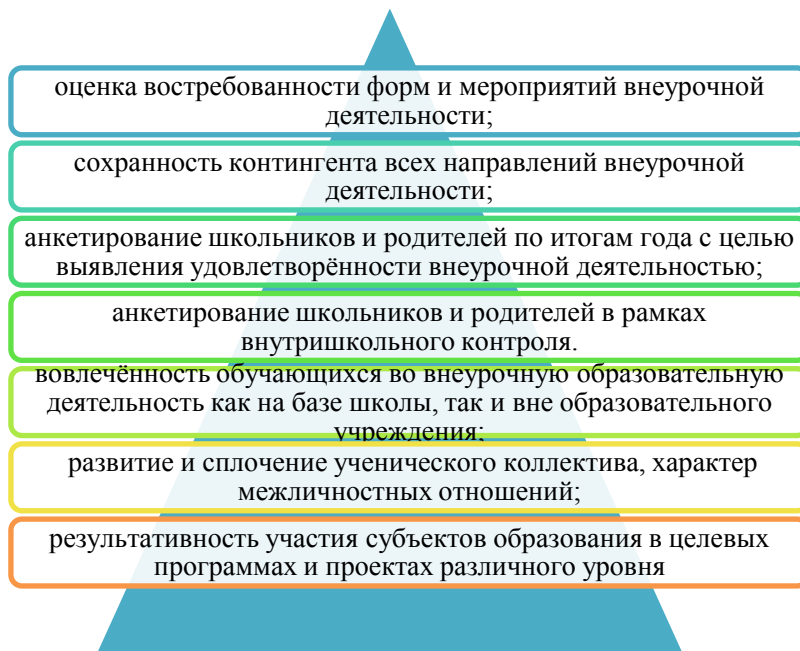 оценка востребованности форм и мероприятий внеурочной
деятельности;
сохранность контингента всех направлений внеурочной
деятельности;
анкетирование школьников и родителей по итогам года с целью
выявления удовлетворённости внеурочной деятельностью;
анкетирование школьников и родителей в рамках
внутришкольного контроля.
вовлечённость обучающихся во внеурочную образовательную
деятельность как на базе школы, так и вне образовательного
учреждения;
развитие и сплочение ученического коллектива, характер
межличностных отношений;
результативность участия субъектов образования в целевых
программах и проектах различного уровня